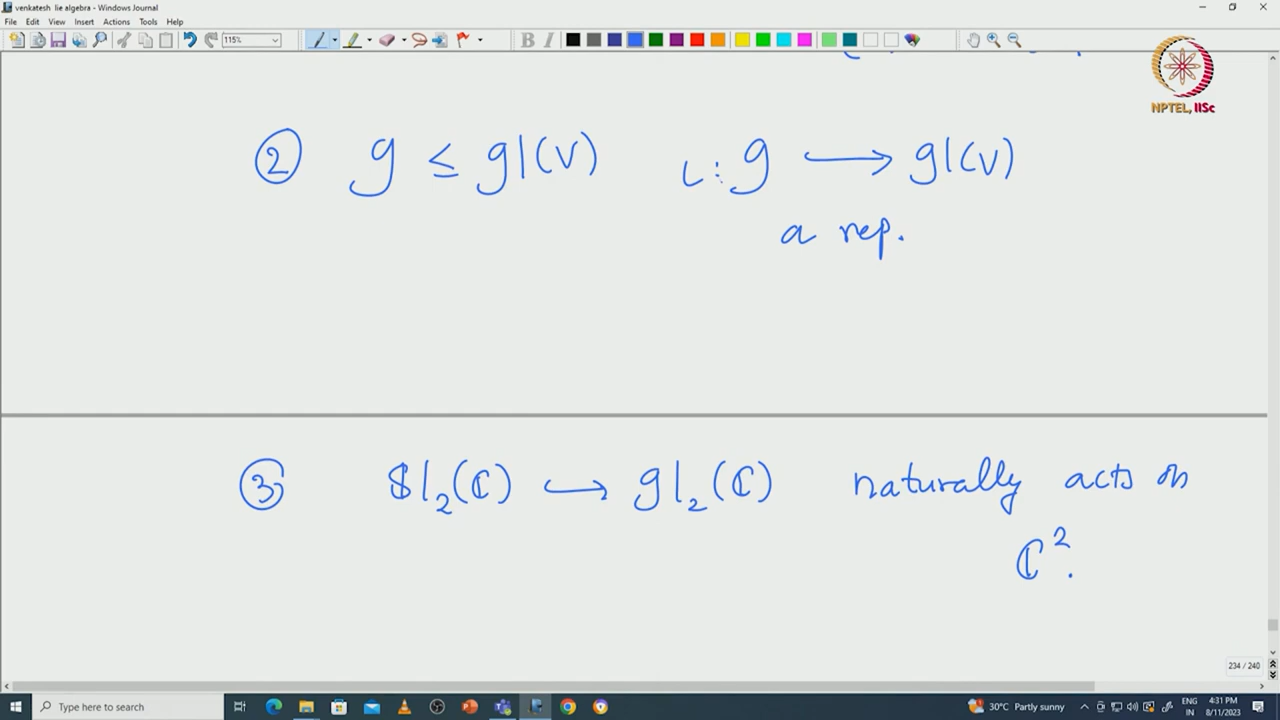 venkatesh lie algebra - Windows Journal
File Edit View Insert Actions Tools Help
115%
B I
NPTEL, IISc
② g ≤ gl(V) ι: g ⟶ gl(V)
a rep.
③ sl₂(ℂ) ↪ gl₂(ℂ) naturally acts on
ℂ².
234 / 240
Type here to search
30°C Partly sunny
ENG
IN
4:31 PM
8/11/2023